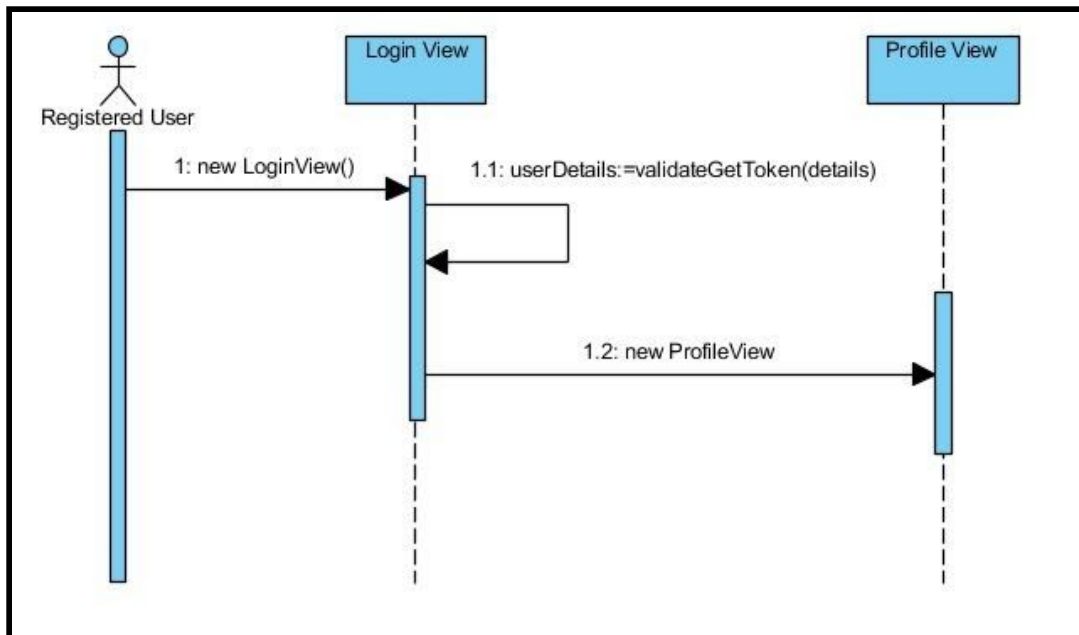 Login View
Profile View
Registered User
1: new LoginView()
1.1: userDetails:=validateGetToken(details)
1.2: new ProfileView